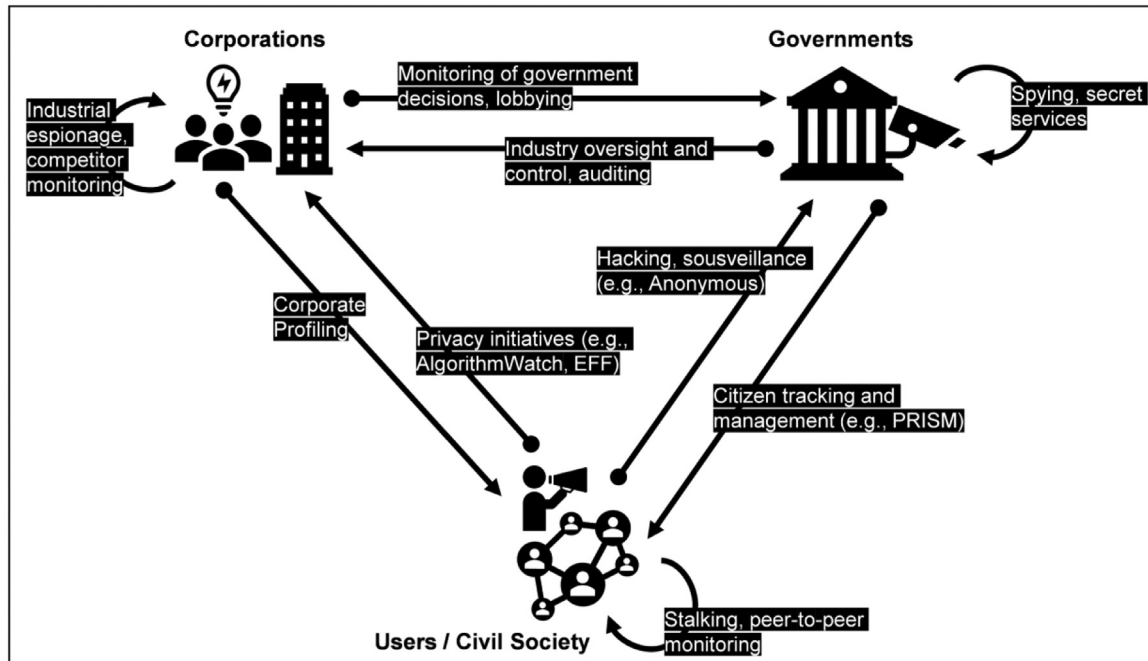 Corporations
Governments
Monitoring of government
decisions, lobbying
Industrial
espionage,
competitor
monitoring
Spying, secret
services
Industry oversight and
control, auditing
Hacking, sousveillance
(e.g., Anonymous)
Corporate
Profiling
Privacy initiatives (e.g.,
AlgorithmWatch, EFF)
Citizen tracking and
management (e.g., PRISM)
Stalking, peer-to-peer
monitoring
Users / Civil Society